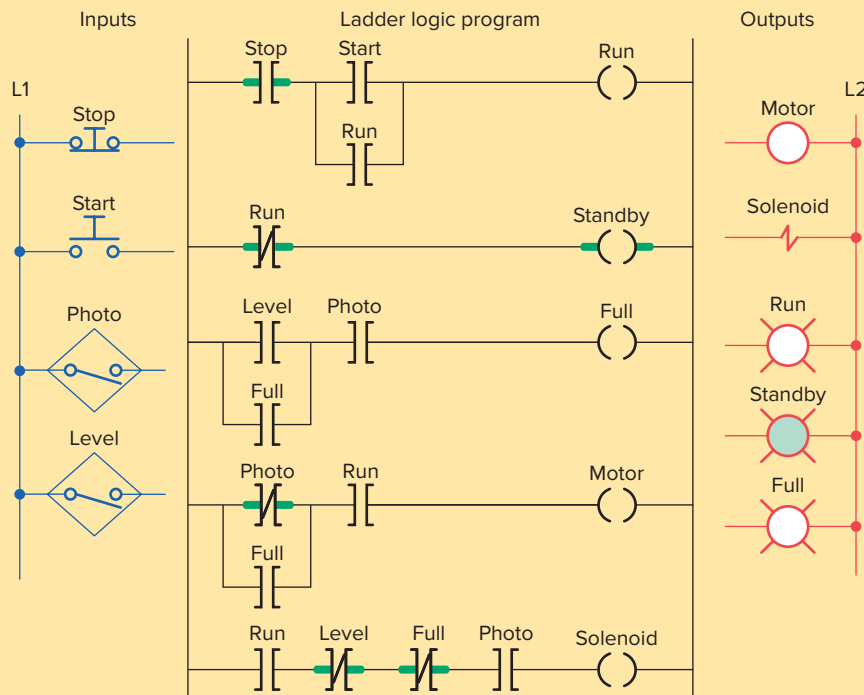 Inputs
Ladder logic program
Outputs
L1
L2
Stop
Start
Photo
Level
Stop
Start
Run
Run
Run
Standby
Level
Photo
Full
Full
Photo
Run
Motor
Full
Run
Level
Full
Photo
Solenoid
Motor
Solenoid
Run
Standby
Full